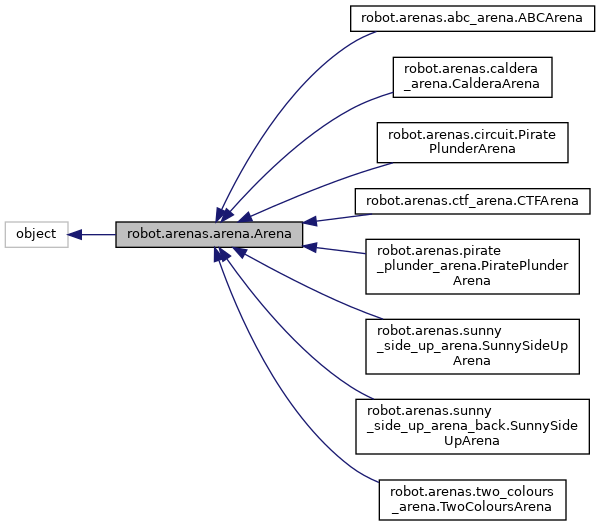 robot.arenas.abc_arena.ABCArena
robot.arenas.caldera
_arena.CalderaArena
robot.arenas.circuit.Pirate
PlunderArena
robot.arenas.ctf_arena.CTFArena
object
robot.arenas.arena.Arena
robot.arenas.pirate
_plunder_arena.PiratePlunder
Arena
robot.arenas.sunny
_side_up_arena.SunnySideUp
Arena
robot.arenas.sunny
_side_up_arena_back.SunnySide
UpArena
robot.arenas.two_colours
_arena.TwoColoursArena